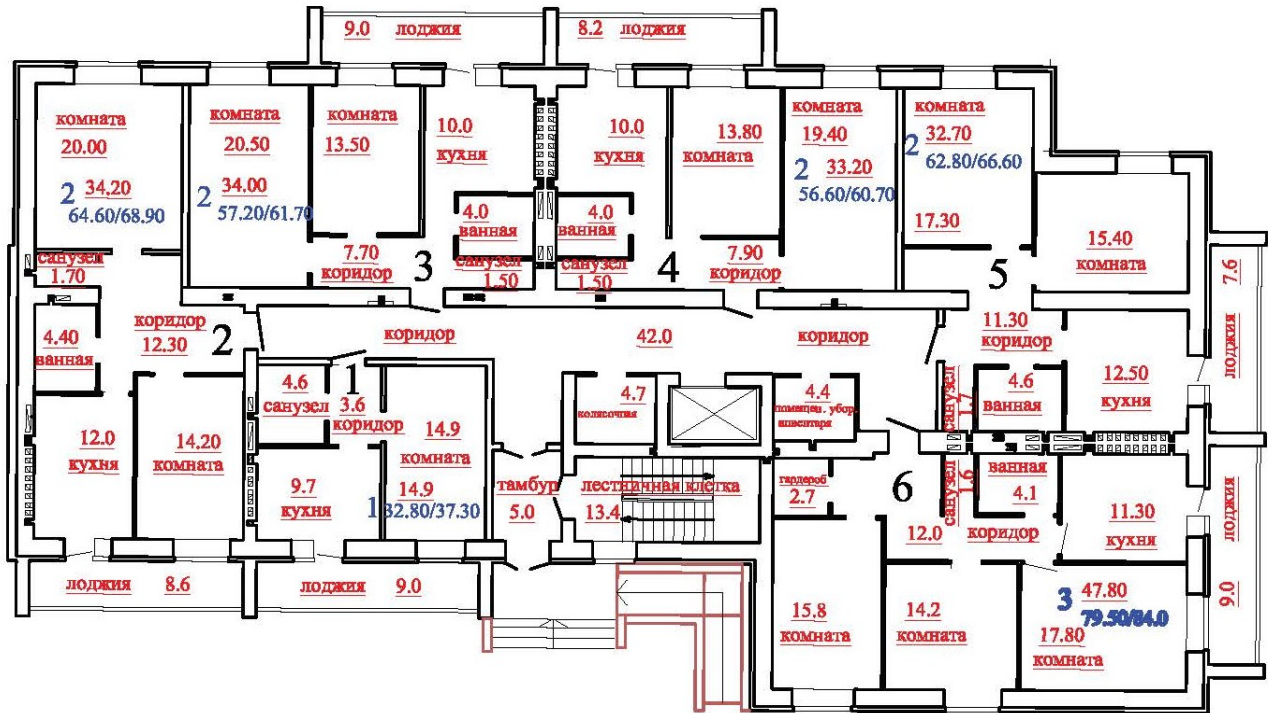 9.0 лоджия
8.2 лоджия
комната
20.00
2 34.20
64.60/68.90
комната
20.50
2 34.00
57.20/61.70
комната
13.50
10.0
кухня
10.0
кухня
13.80
комната
комната
19.40
2 33.20
56.60/60.70
комната
2 32.70
62.80/66.60
17.30
15.40
комната
4.0
ванная
4.0
ванная
санузел
1.70
7.70
коридор
3
санузел
1.50
санузел
1.50
4
7.90
коридор
5
7.6
лоджия
4.40
ванная
коридор
12.30
2
коридор
42.0
коридор
11.30
коридор
12.50
кухня
4.6
санузел
1
3.6
коридор
4.7
колясочная
4.4
помещен. убор.
инвентаря
санузел
1.7
4.6
ванная
12.0
кухня
14.20
комната
9.7
кухня
14.9
комната
14.9
1 32.80/37.30
тамбур
5.0
лестничная клетка
13.4
гардероб
2.7
6
12.0
санузел
1.6
ванная
4.1
коридор
11.30
кухня
лоджия
9.0
лоджия 8.6
лоджия 9.0
15.8
комната
14.2
комната
3 47.80
79.50/84.0
17.80
комната